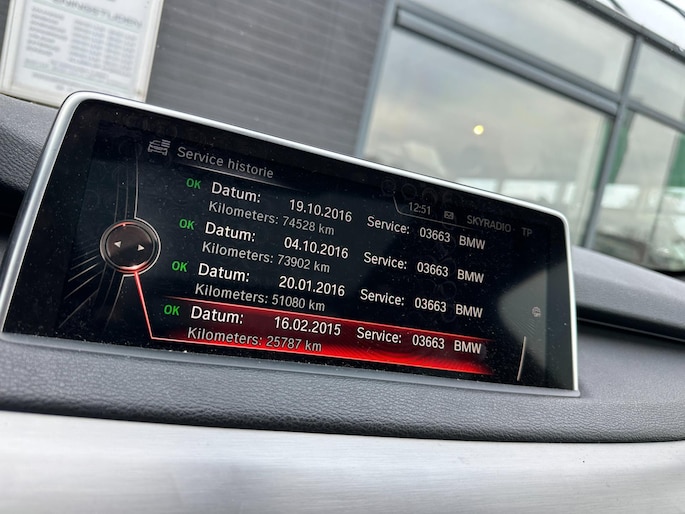 OPENINGSTIJDEN
Service historie
12:51 SKYRADIO TP
OK Datum: 19.10.2016 Service: 03663 BMW
Kilometers: 74528 km
OK Datum: 04.10.2016 Service: 03663 BMW
Kilometers: 73902 km
OK Datum: 20.01.2016 Service: 03663 BMW
Kilometers: 51080 km
OK Datum: 16.02.2015 Service: 03663 BMW
Kilometers: 25787 km